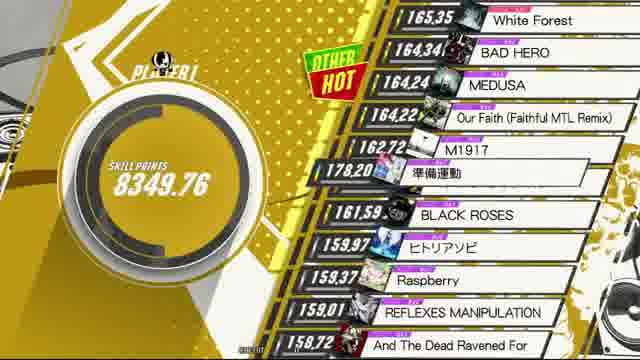 PLAYER1
SKILL POINTS
8349.76
OTHER
HOT
165,35 White Forest
164,34 BAD HERO
164,24 MEDUSA
164,22 Our Faith (Faithful MTL Remix)
162,72 M1917
178,20 準備運動
161,59 BLACK ROSES
159,97 ヒトリアソビ
159,37 Raspberry
159,01 REFLEXES MANIPULATION
158,72 And The Dead Ravened For